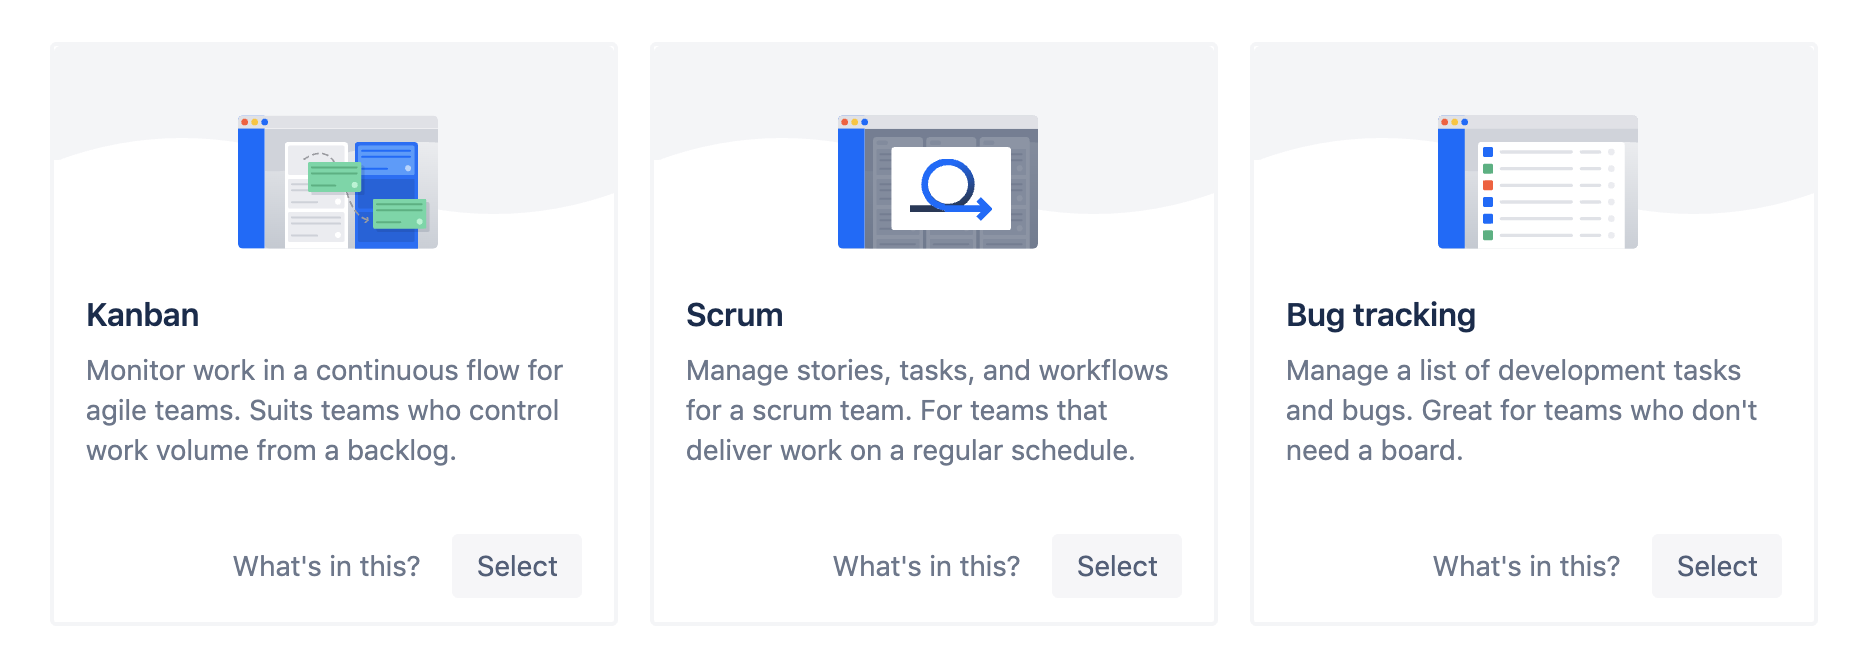 Kanban
Monitor work in a continuous flow for
agile teams. Suits teams who control
work volume from a backlog.
What's in this?
Select
Scrum
Manage stories, tasks, and workflows
for a scrum team. For teams that
deliver work on a regular schedule.
What's in this?
Select
Bug tracking
Manage a list of development tasks
and bugs. Great for teams who don't
need a board.
What's in this?
Select